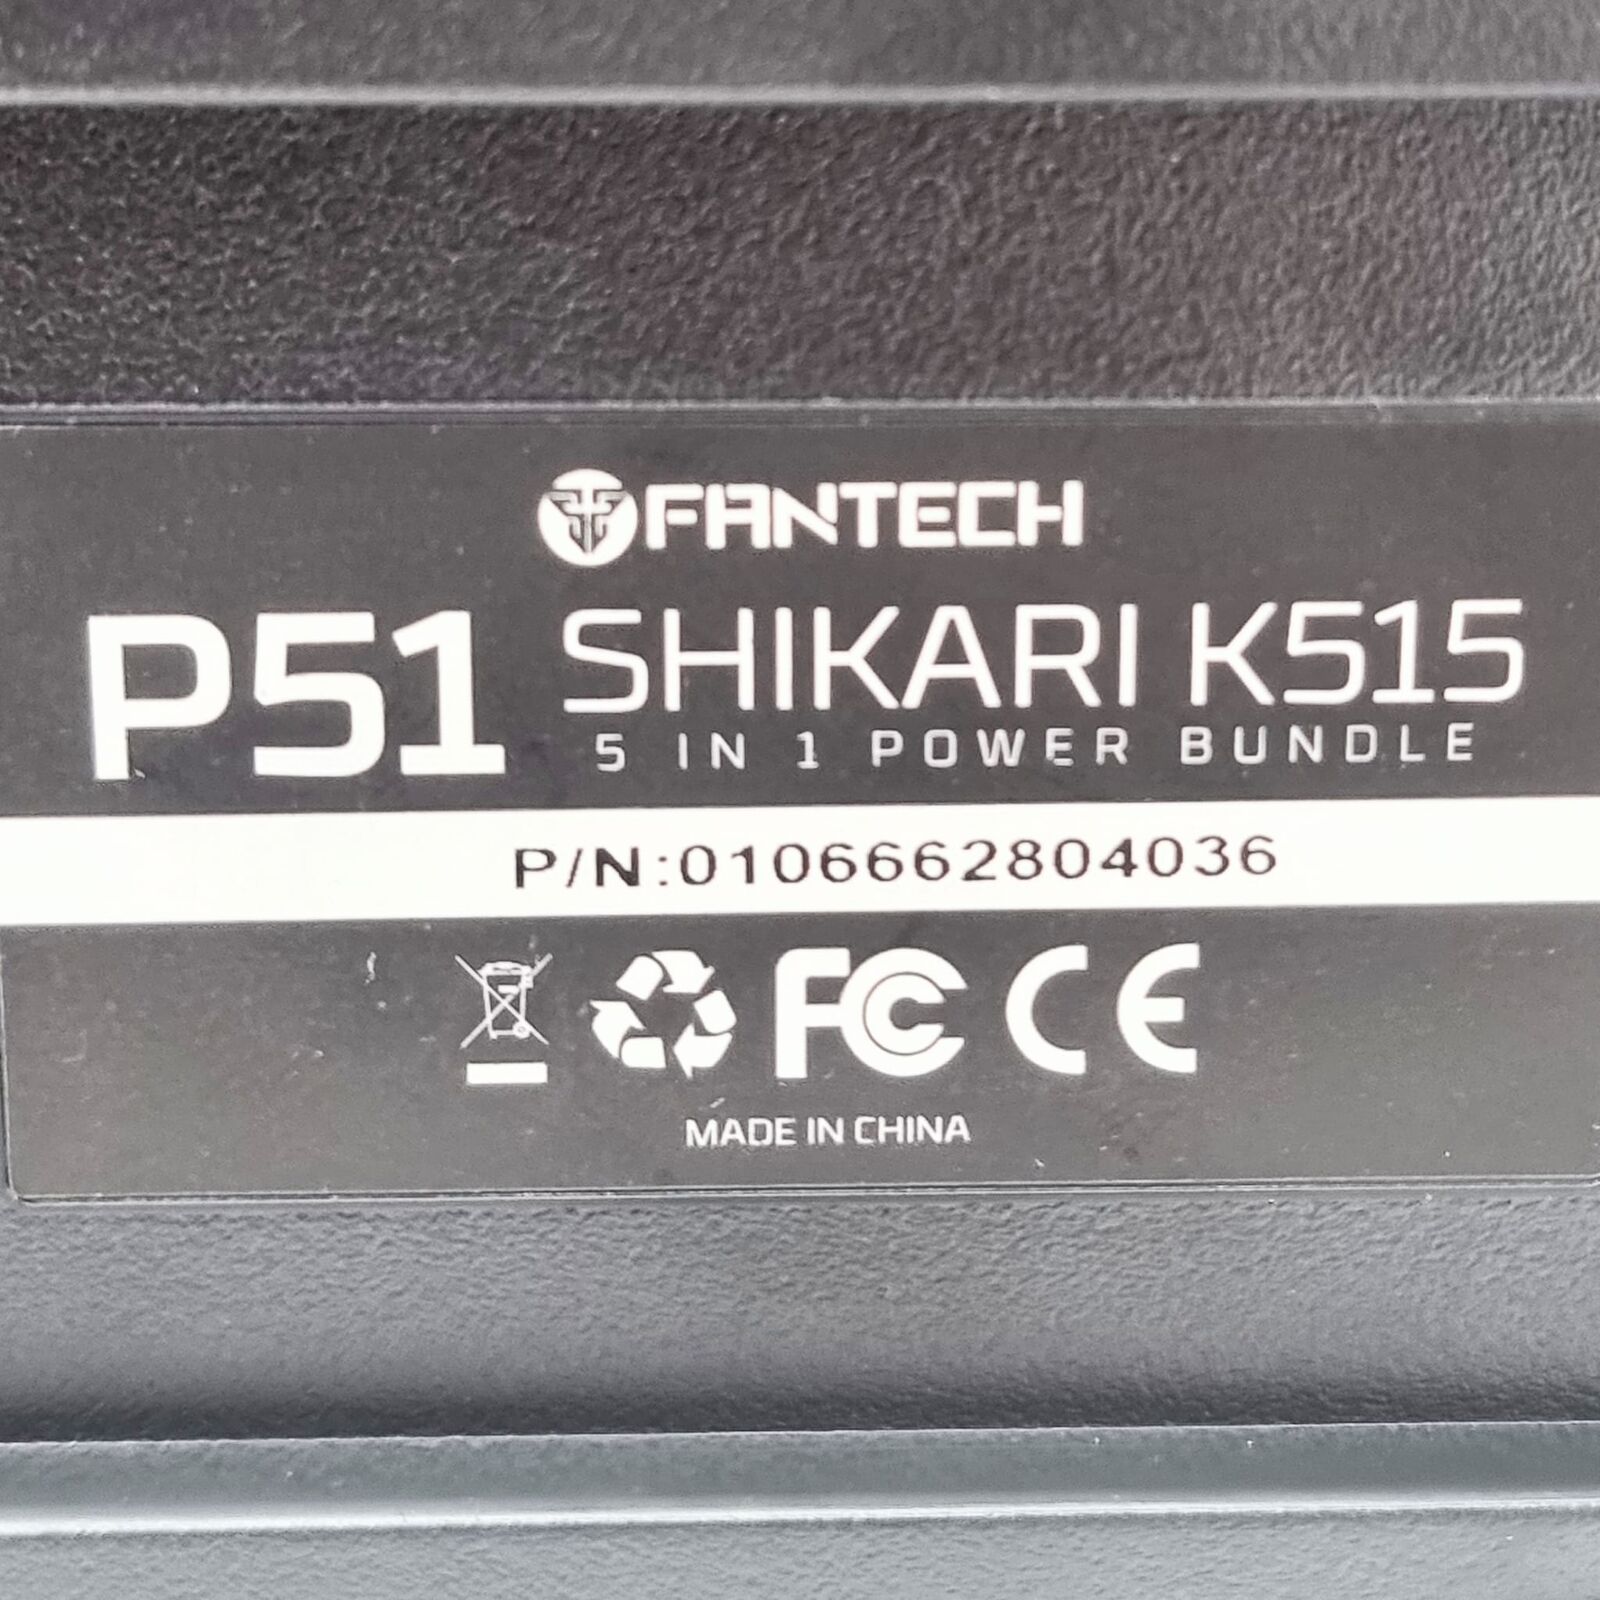 FANTECH
P51 SHIKARI K515
5 IN 1 POWER BUNDLE
P/N:0106662804036
FC CE
MADE IN CHINA